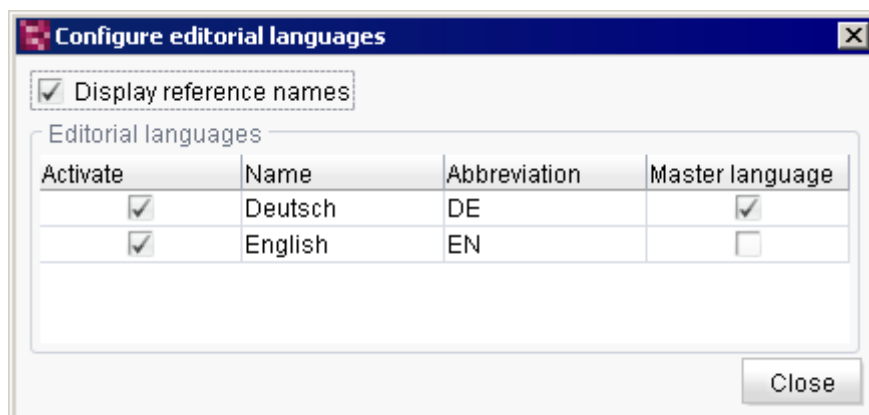 Configure editorial languages
Display reference names
Editorial languages
Activate Name Abbreviation Master language
Deutsch DE
English EN
Close